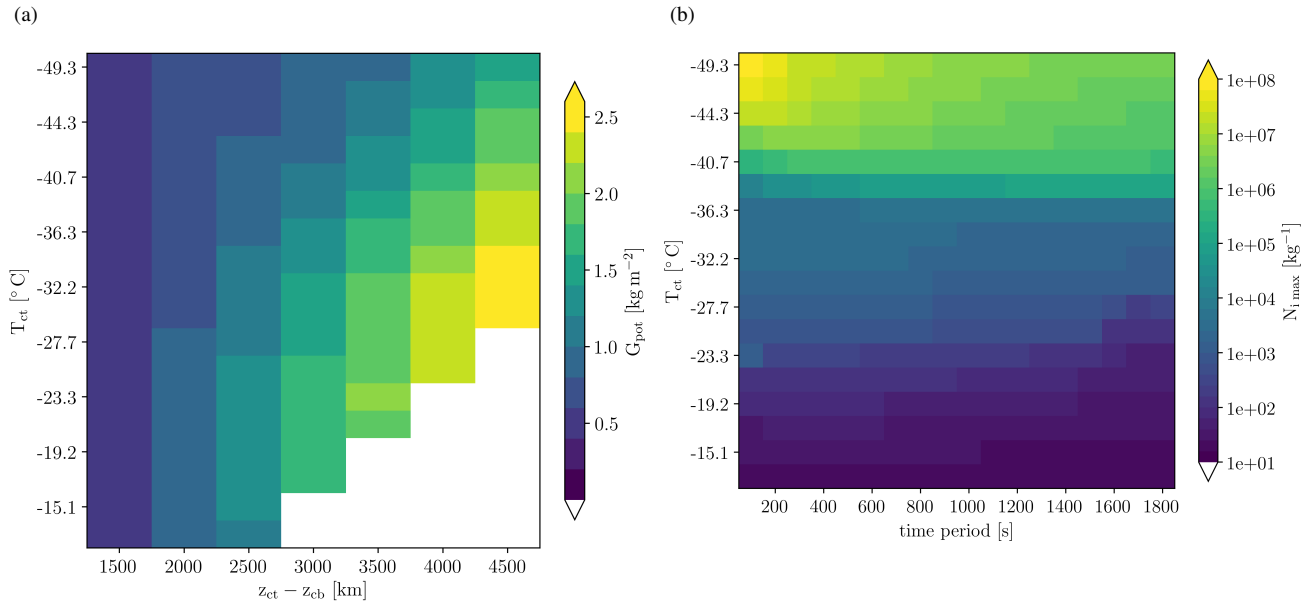 (a)
-49.3
-44.3
-40.7
-36.3
-32.2
-27.7
-23.3
-19.2
-15.1
T_ct [°C]
1500 2000 2500 3000 3500 4000 4500
z_ct − z_cb [km]
2.5
2.0
1.5
1.0
0.5
G_pot [kg m⁻²]
(b)
-49.3
-44.3
-40.7
-36.3
-32.2
-27.7
-23.3
-19.2
-15.1
T_ct [°C]
200 400 600 800 1000 1200 1400 1600 1800
time period [s]
1e+08
1e+07
1e+06
1e+05
1e+04
1e+03
1e+02
1e+01
N_i max [kg⁻¹]